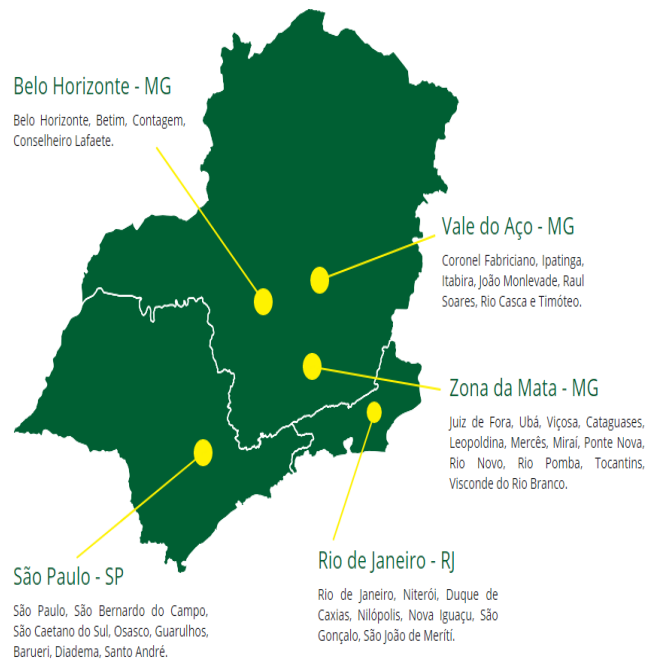 Belo Horizonte - MG
Belo Horizonte, Betim, Contagem,
Conselheiro Lafaete.
Vale do Aço - MG
Coronel Fabriciano, Ipatinga,
Itabira, João Monlevade, Raul
Soares, Rio Casca e Timóteo.
Zona da Mata - MG
Juiz de Fora, Ubá, Viçosa, Cataguases,
Leopoldina, Mercês, Miraí, Ponte Nova,
Rio Novo, Rio Pomba, Tocantins,
Visconde do Rio Branco.
Rio de Janeiro - RJ
Rio de Janeiro, Niterói, Duque de
Caxias, Nilópolis, Nova Iguaçu, São
Gonçalo, São João de Merití.
São Paulo - SP
São Paulo, São Bernardo do Campo,
São Caetano do Sul, Osasco, Guarulhos,
Barueri, Diadema, Santo André.